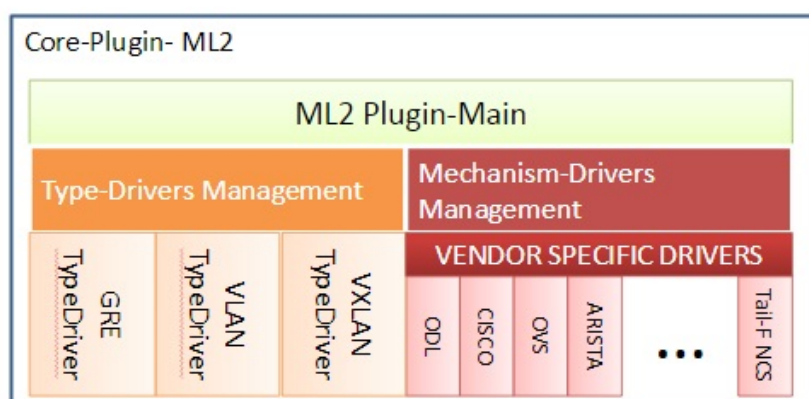 Core-Plugin- ML2
ML2 Plugin-Main
Type-Drivers Management
Mechanism-Drivers
Management
VENDOR SPECIFIC DRIVERS
GRE
TypeDriver
VLAN
TypeDriver
VXLAN
TypeDriver
ODL
CISCO
OVS
ARISTA
...
Tail-F NCS